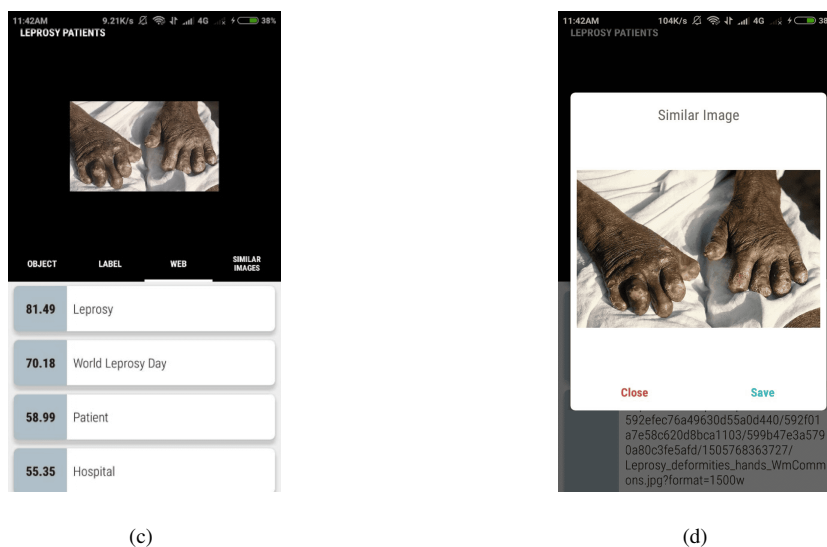 11:42AM 9.21K/s 4G 38%
LEPROSY PATIENTS
OBJECT LABEL WEB SIMILAR
IMAGES
81.49 Leprosy
70.18 World Leprosy Day
58.99 Patient
55.35 Hospital
(c)
11:42AM 104K/s 4G 38
LEPROSY PATIENTS
Similar Image
Close Save
592efec76a49630d55a0d440/592f01
a7e58c620d8bca1103/599b47e3a579
0a80c3fe5afd/1505768363727/
Leprosy_deformities_hands_WmComm
ons.jpg?format=1500w
(d)